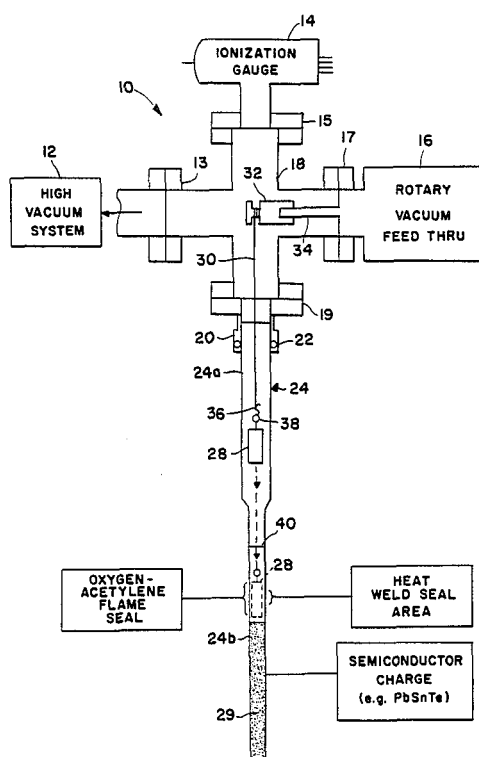 14
IONIZATION
GAUGE
10
15
12
13
18
17
16
32
HIGH
VACUUM
SYSTEM
ROTARY
VACUUM
FEED THRU
34
30
19
20
22
24a
24
36
38
28
40
28
OXYGEN-
ACETYLENE
FLAME
SEAL
HEAT
WELD SEAL
AREA
24b
SEMICONDUCTOR
CHARGE
(e.g. PbSnTe)
29